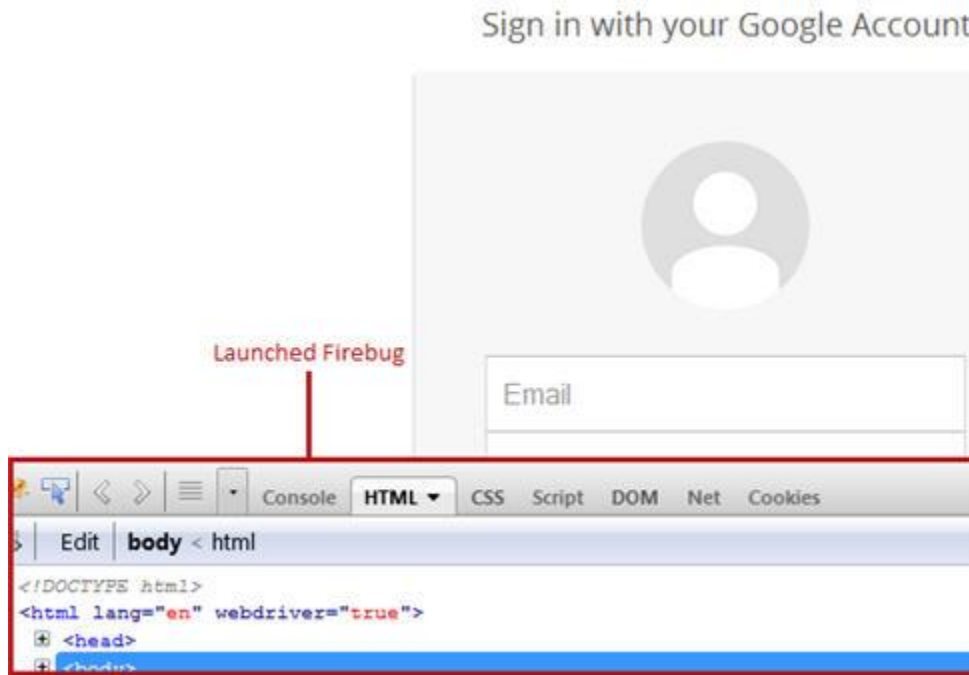 Sign in with your Google Account
Launched Firebug
Email
Console HTML CSS Script DOM Net Cookies
Edit body < html
<!DOCTYPE html>
<html lang="en" webdriver="true">
<head>
<body>